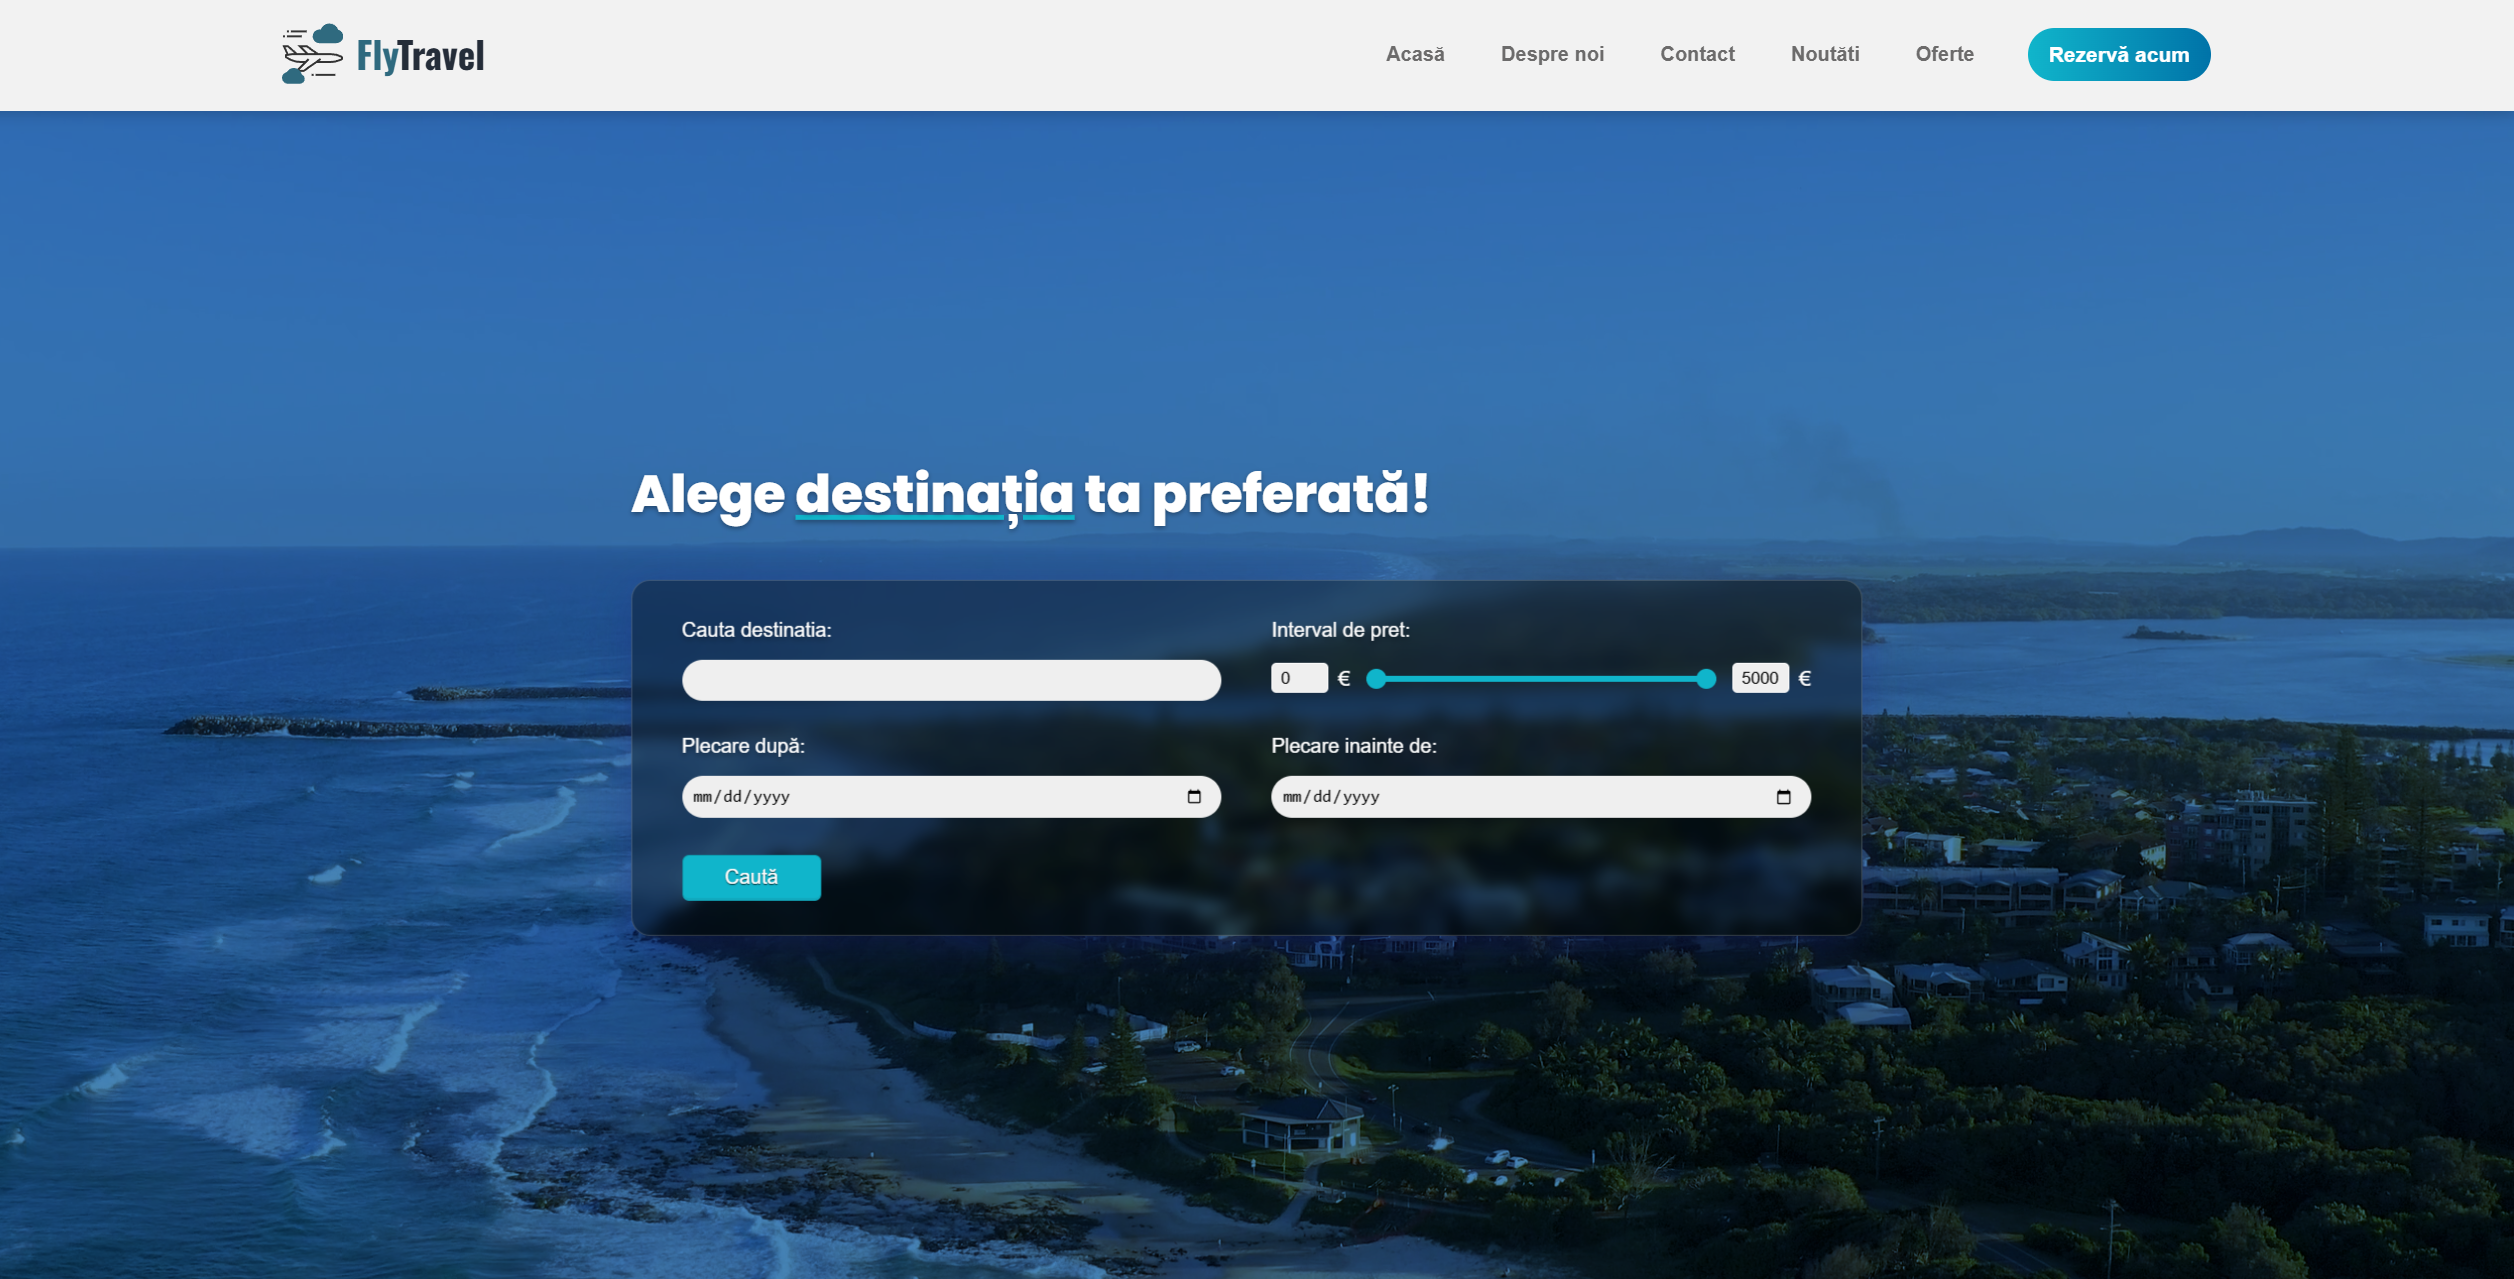 FlyTravel
Acasă Despre noi Contact Noutăti Oferte Rezervă acum
Alege destinația ta preferată!
Cauta destinatia:
Interval de pret:
0 € 5000 €
Plecare după:
Plecare inainte de:
mm/dd/yyyy
mm/dd/yyyy
Caută